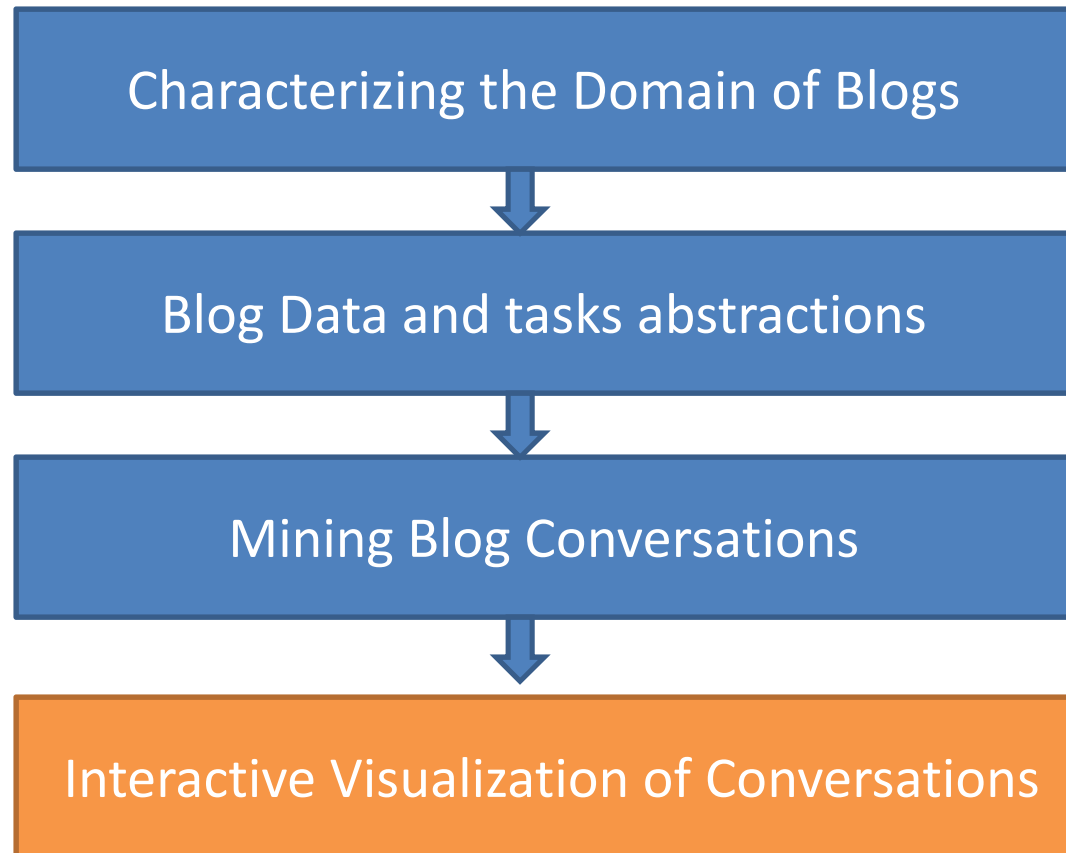 Characterizing the Domain of Blogs
Blog Data and tasks abstractions
Mining Blog Conversations
Interactive Visualization of Conversations